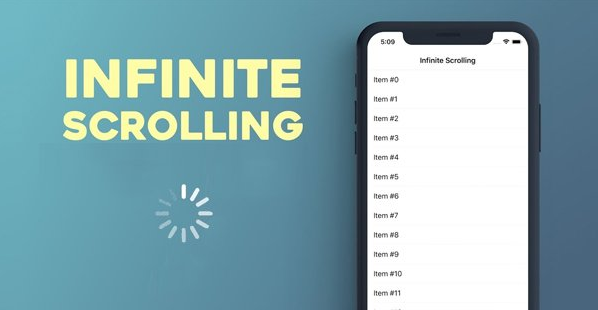 INFINITE
SCROLLING
5:09
Infinite Scrolling
Item #0
Item #1
Item #2
Item #3
Item #4
Item #5
Item #6
Item #7
Item #8
Item #9
Item #10
Item #11